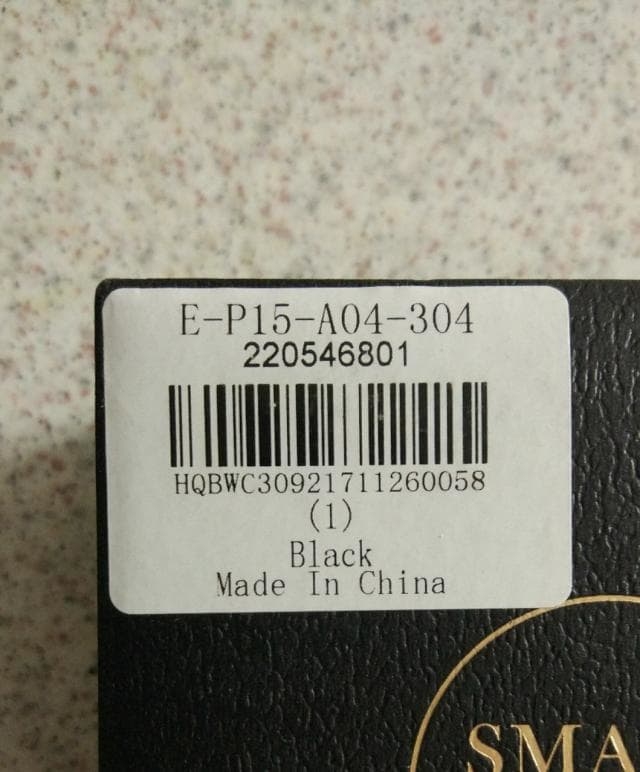 E-P15-A04-304
220546801
HQBWC30921711260058
(1)
Black
Made In China
SMA